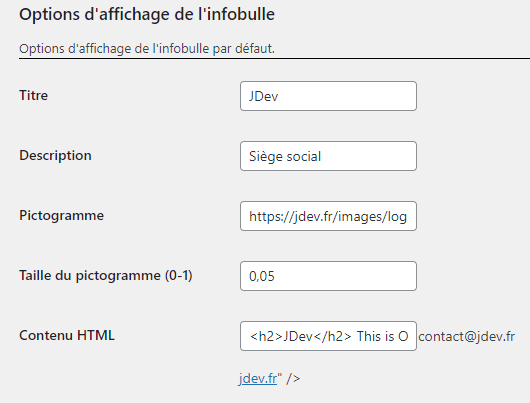 Options d'affichage de l'infobulle
Options d'affichage de l'infobulle par défaut.
Titre JDev
Description Siège social
Pictogramme https://jdev.fr/images/log
Taille du pictogramme (0-1) 0,05
Contenu HTML <h2>JDev</h2> This is O contact@jdev.fr
jdev.fr" />